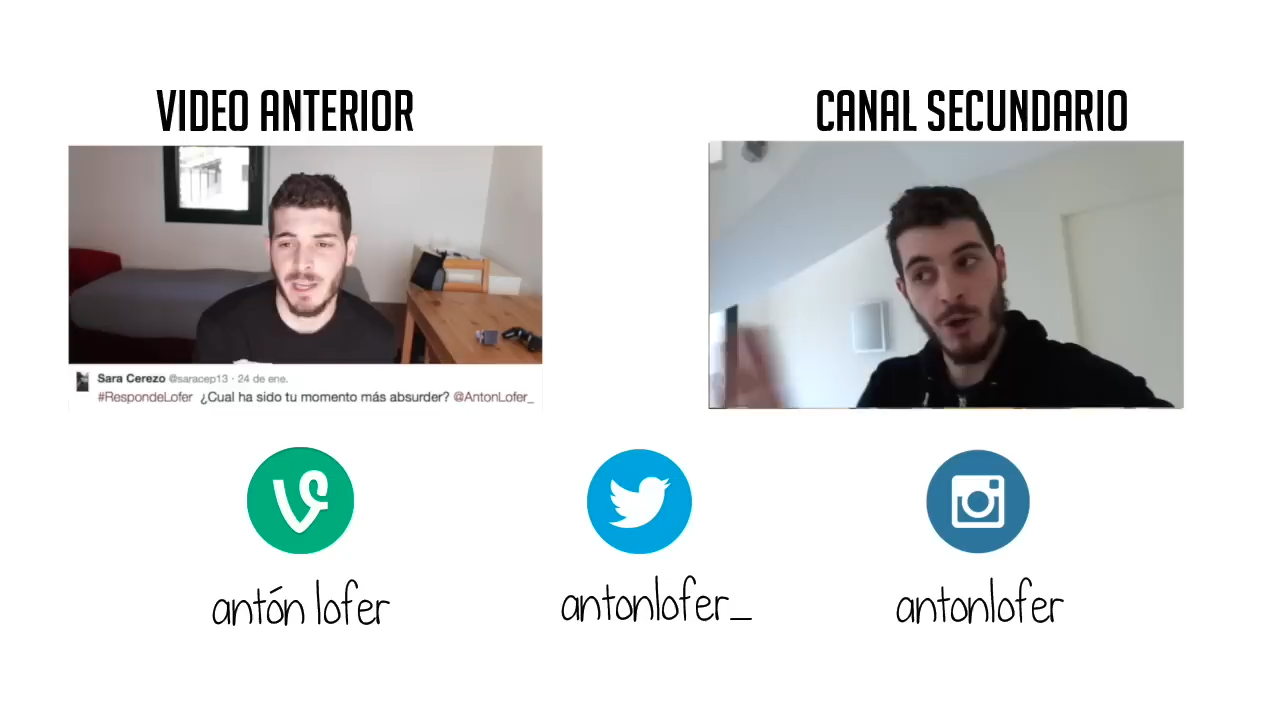 VIDEO ANTERIOR
CANAL SECUNDARIO
Sara Cerezo @saracep13 · 24 de ene.
#RespondeLofer ¿Cual ha sido tu momento más absurder? @AntonLofer_
antón lofer
antonlofer_
antonlofer